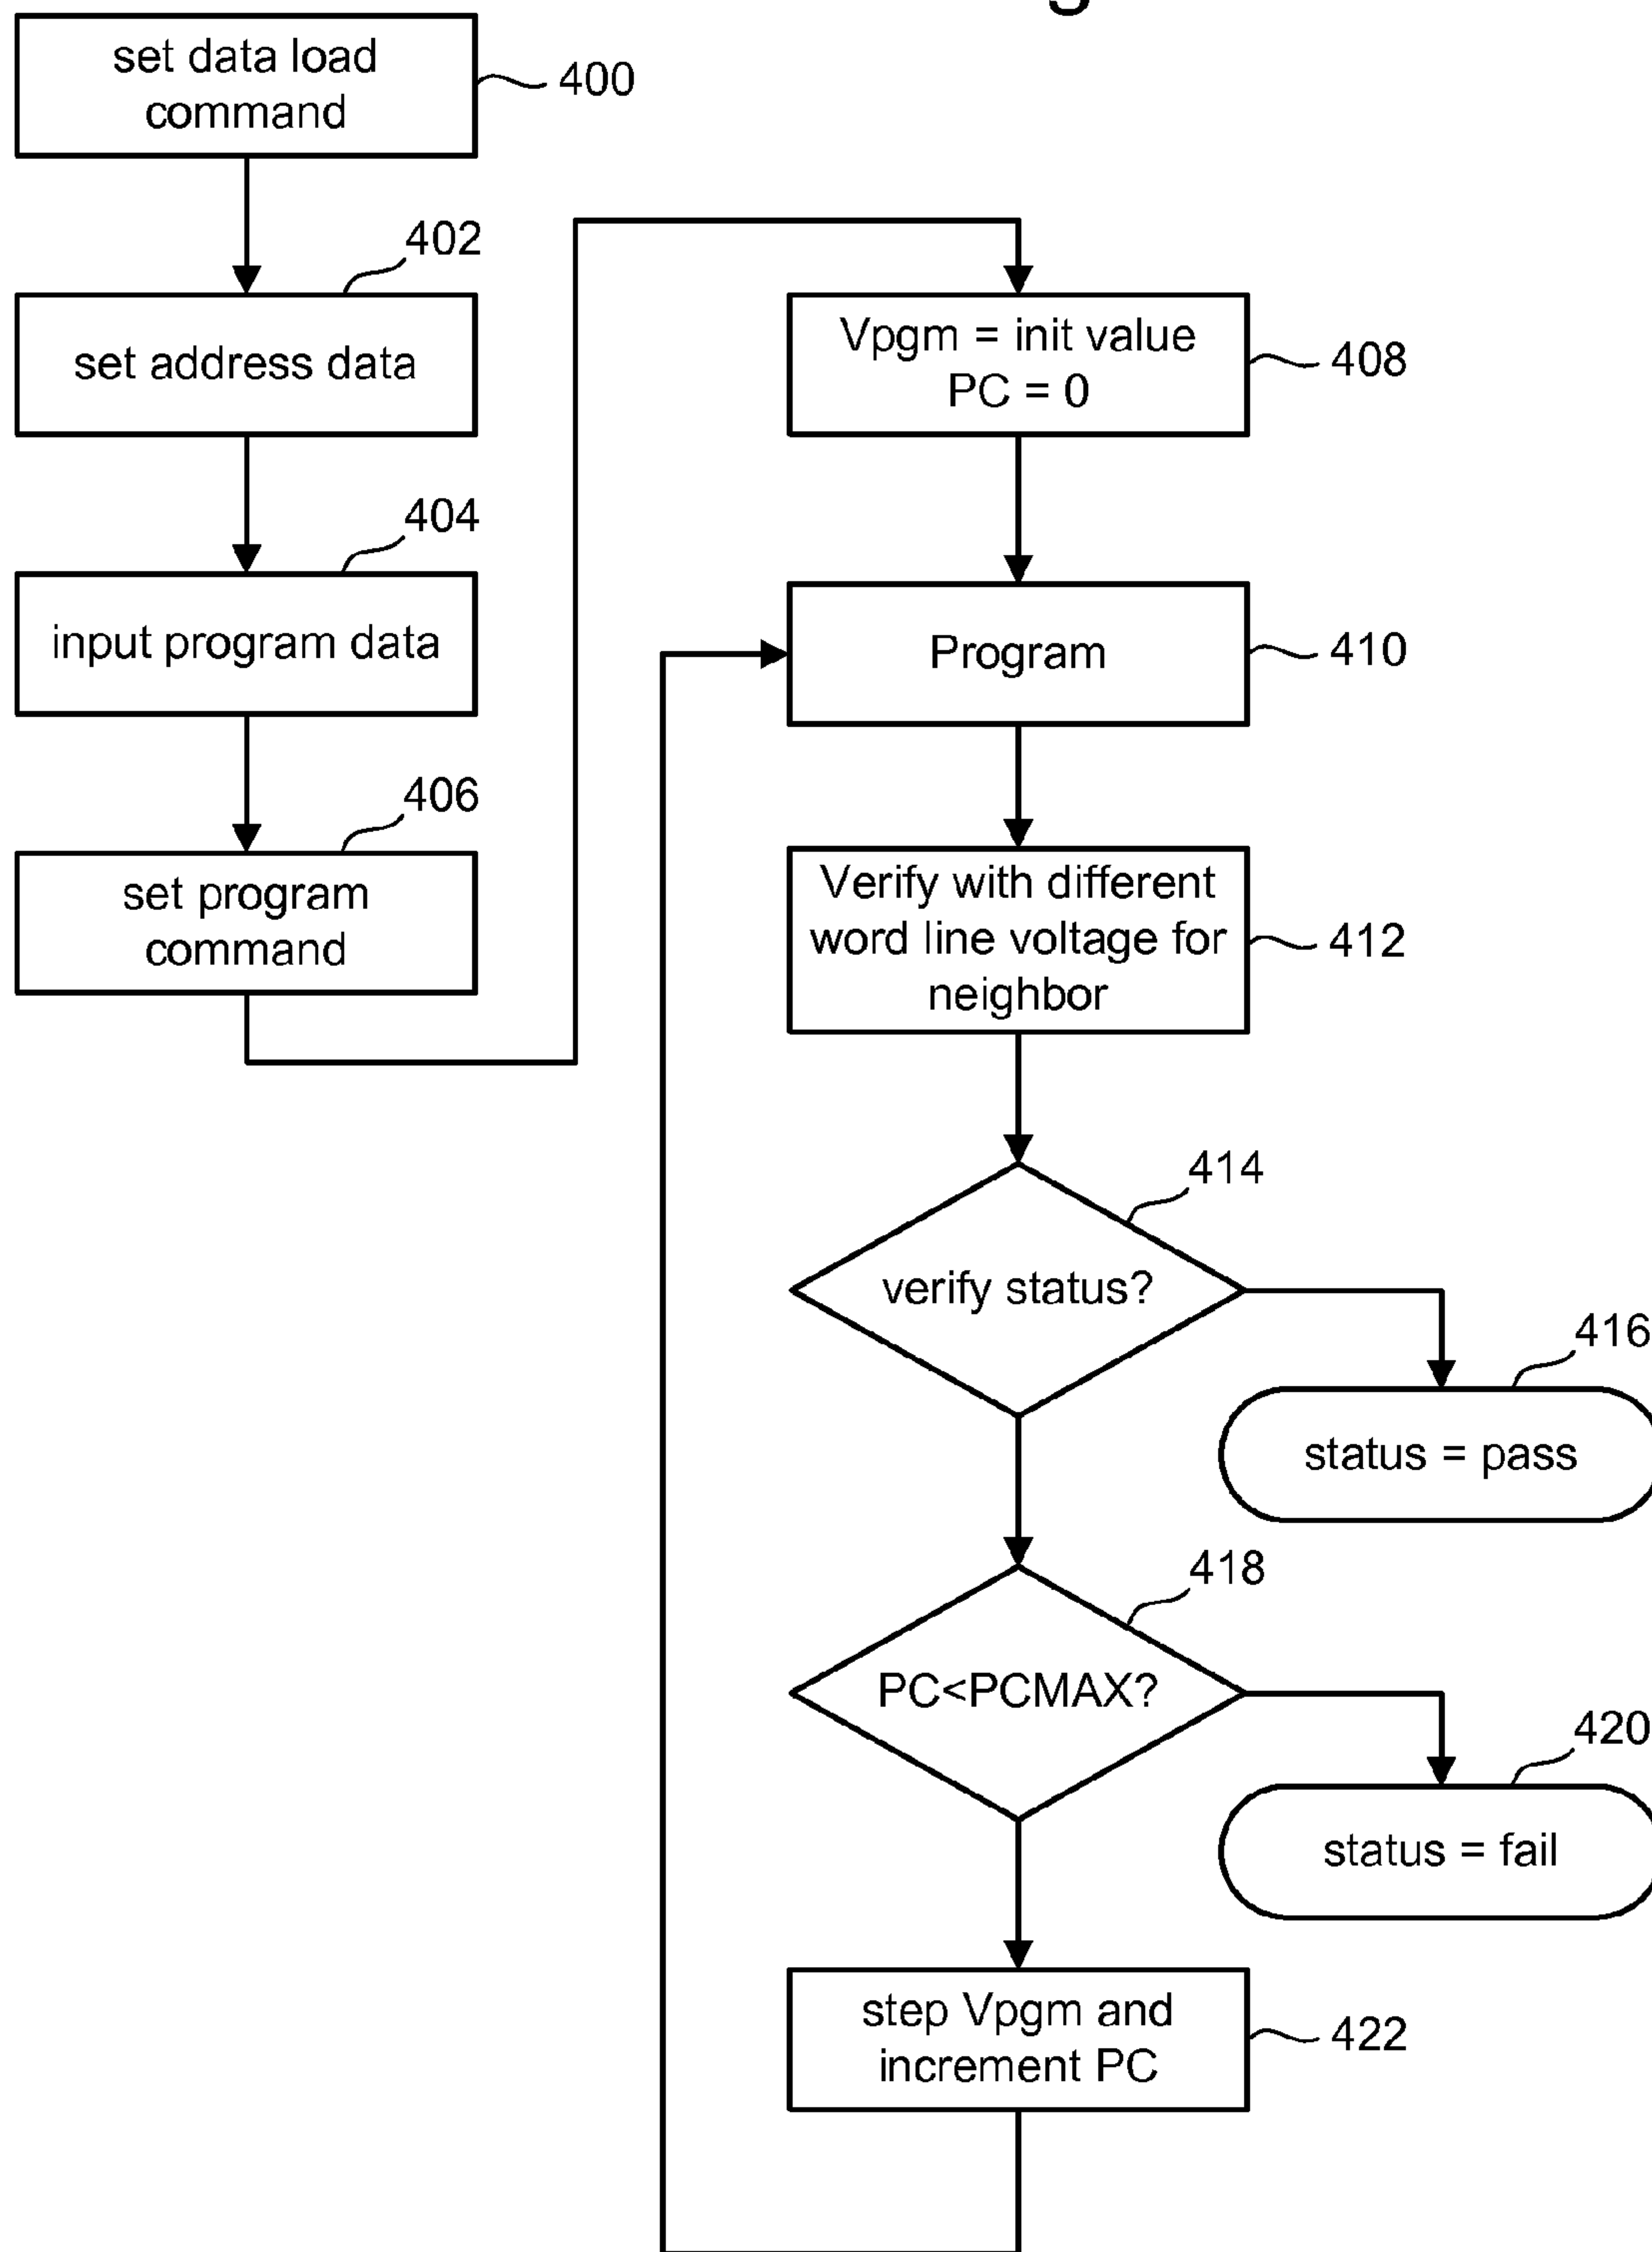 set data load
command
400
402
set address data
404
input program data
406
set program
command
Vpgm = init value
PC = 0
408
Program
410
Verify with different
word line voltage for
neighbor
412
414
verify status?
416
status = pass
418
PC<PCMAX?
420
status = fail
step Vpgm and
increment PC
422